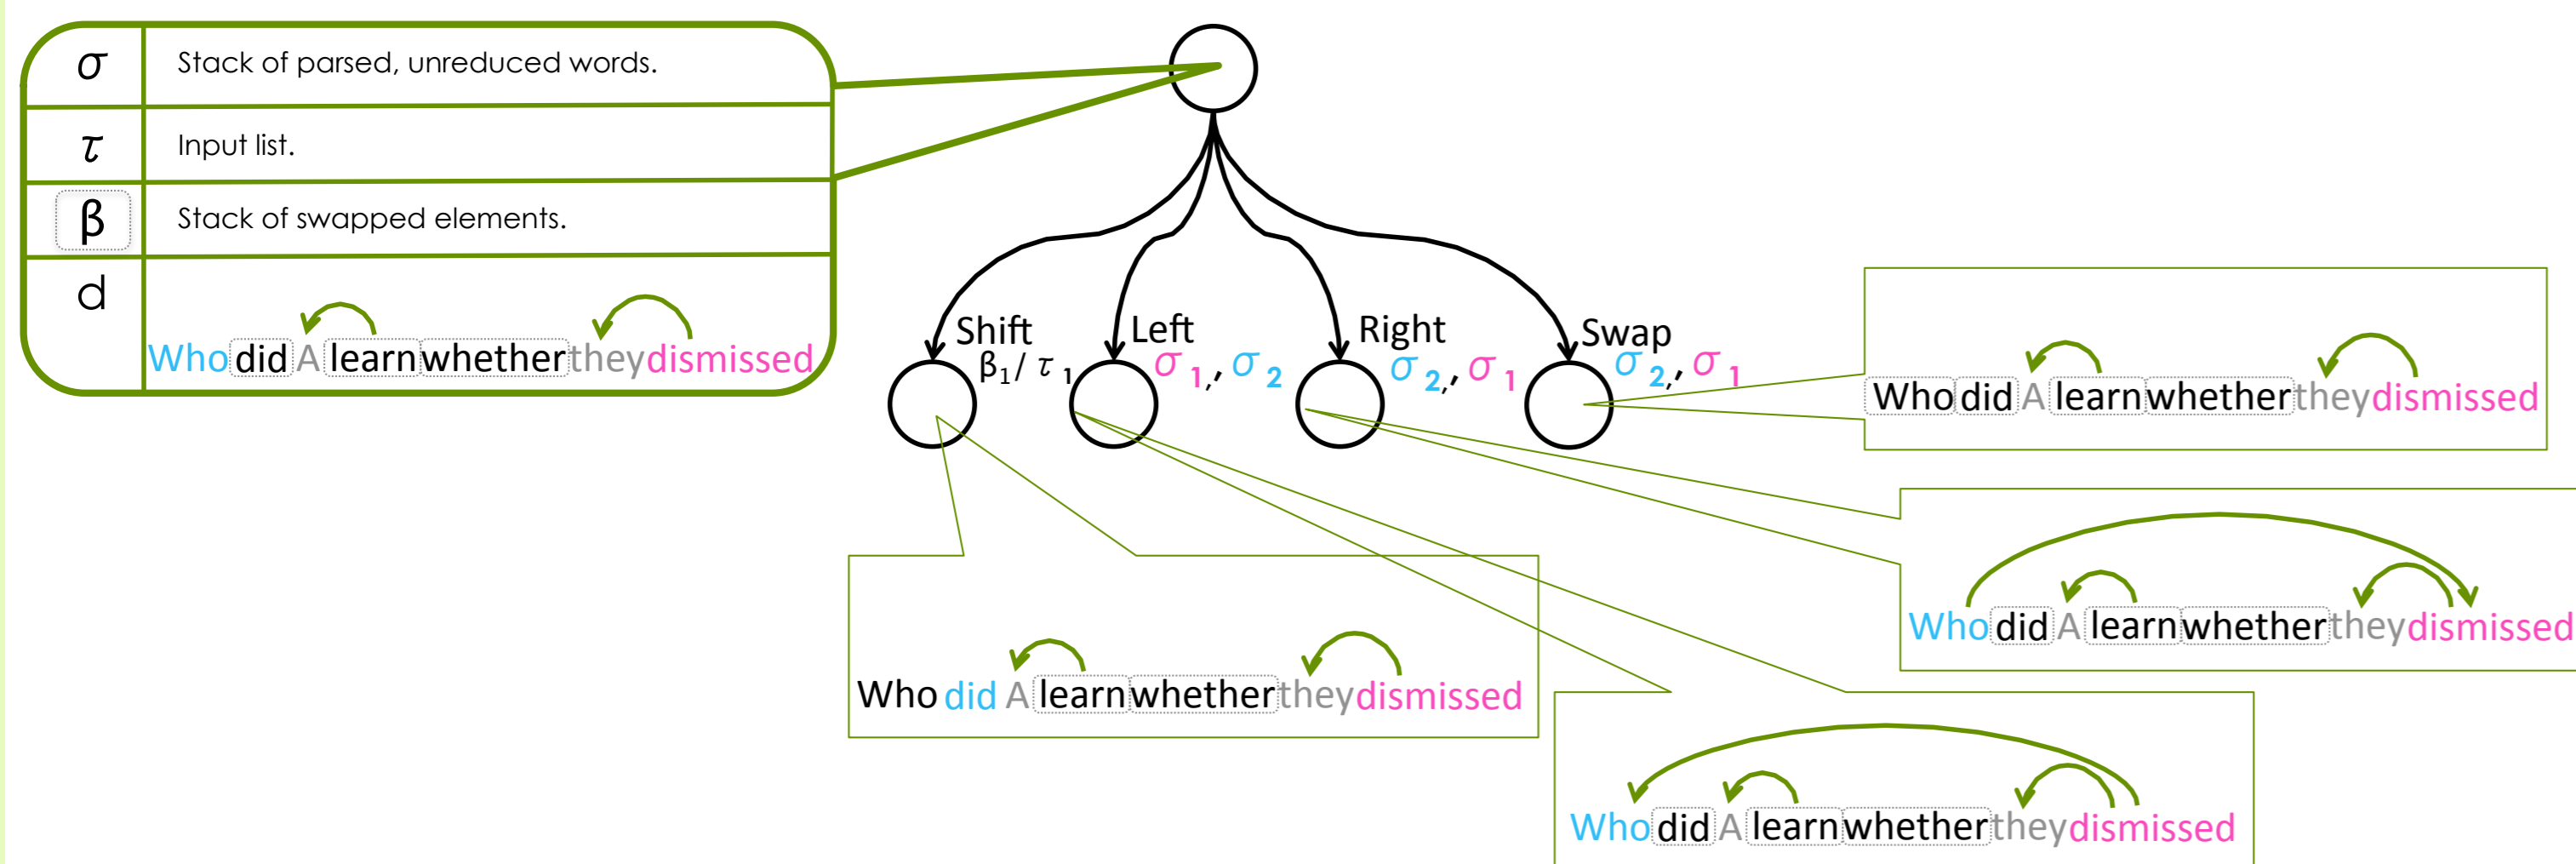 σ Stack of parsed, unreduced words.
τ Input list.
β Stack of swapped elements.
d
Who did A learn whether they dismissed
Shift
β1/ τ 1
Left
σ 1,, σ 2
Right
σ 2,, σ 1
Swap
σ 2,, σ 1
Who did A learn whether they dismissed
Who did A learn whether they dismissed
Who did A learn whether they dismissed
Who did A learn whether they dismissed